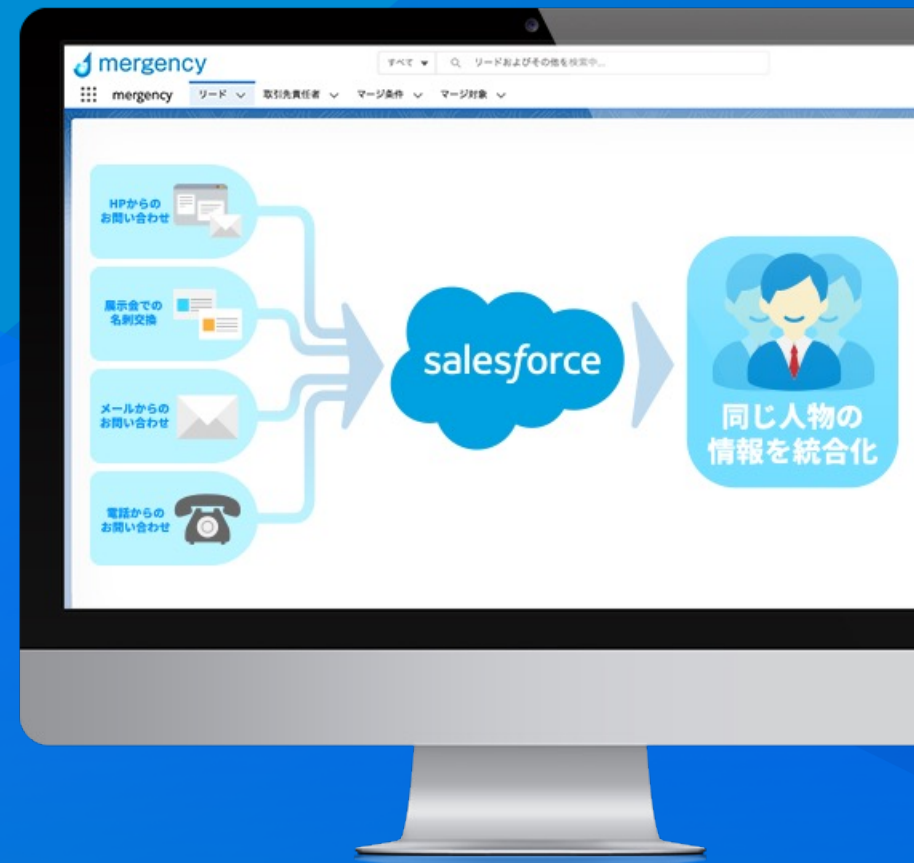 mergency
すべて
リードおよびその他を検索中...
mergency
リード
取引先責任者
マージ条件
マージ対象
HPからの
お問い合わせ
展示会での
名刺交換
メールからの
お問い合わせ
電話からの
お問い合わせ
salesforce
同じ人物の
情報を統合化